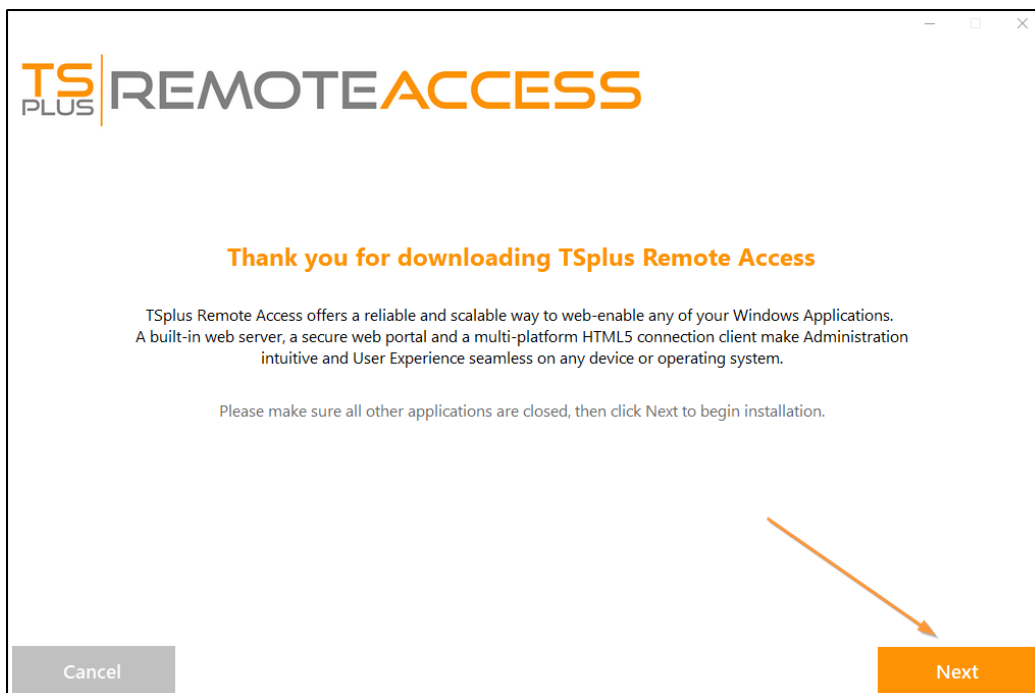 TS PLUS REMOTEACCESS
Thank you for downloading TSplus Remote Access
TSplus Remote Access offers a reliable and scalable way to web-enable any of your Windows Applications.
A built-in web server, a secure web portal and a multi-platform HTML5 connection client make Administration
intuitive and User Experience seamless on any device or operating system.
Please make sure all other applications are closed, then click Next to begin installation.
Cancel
Next